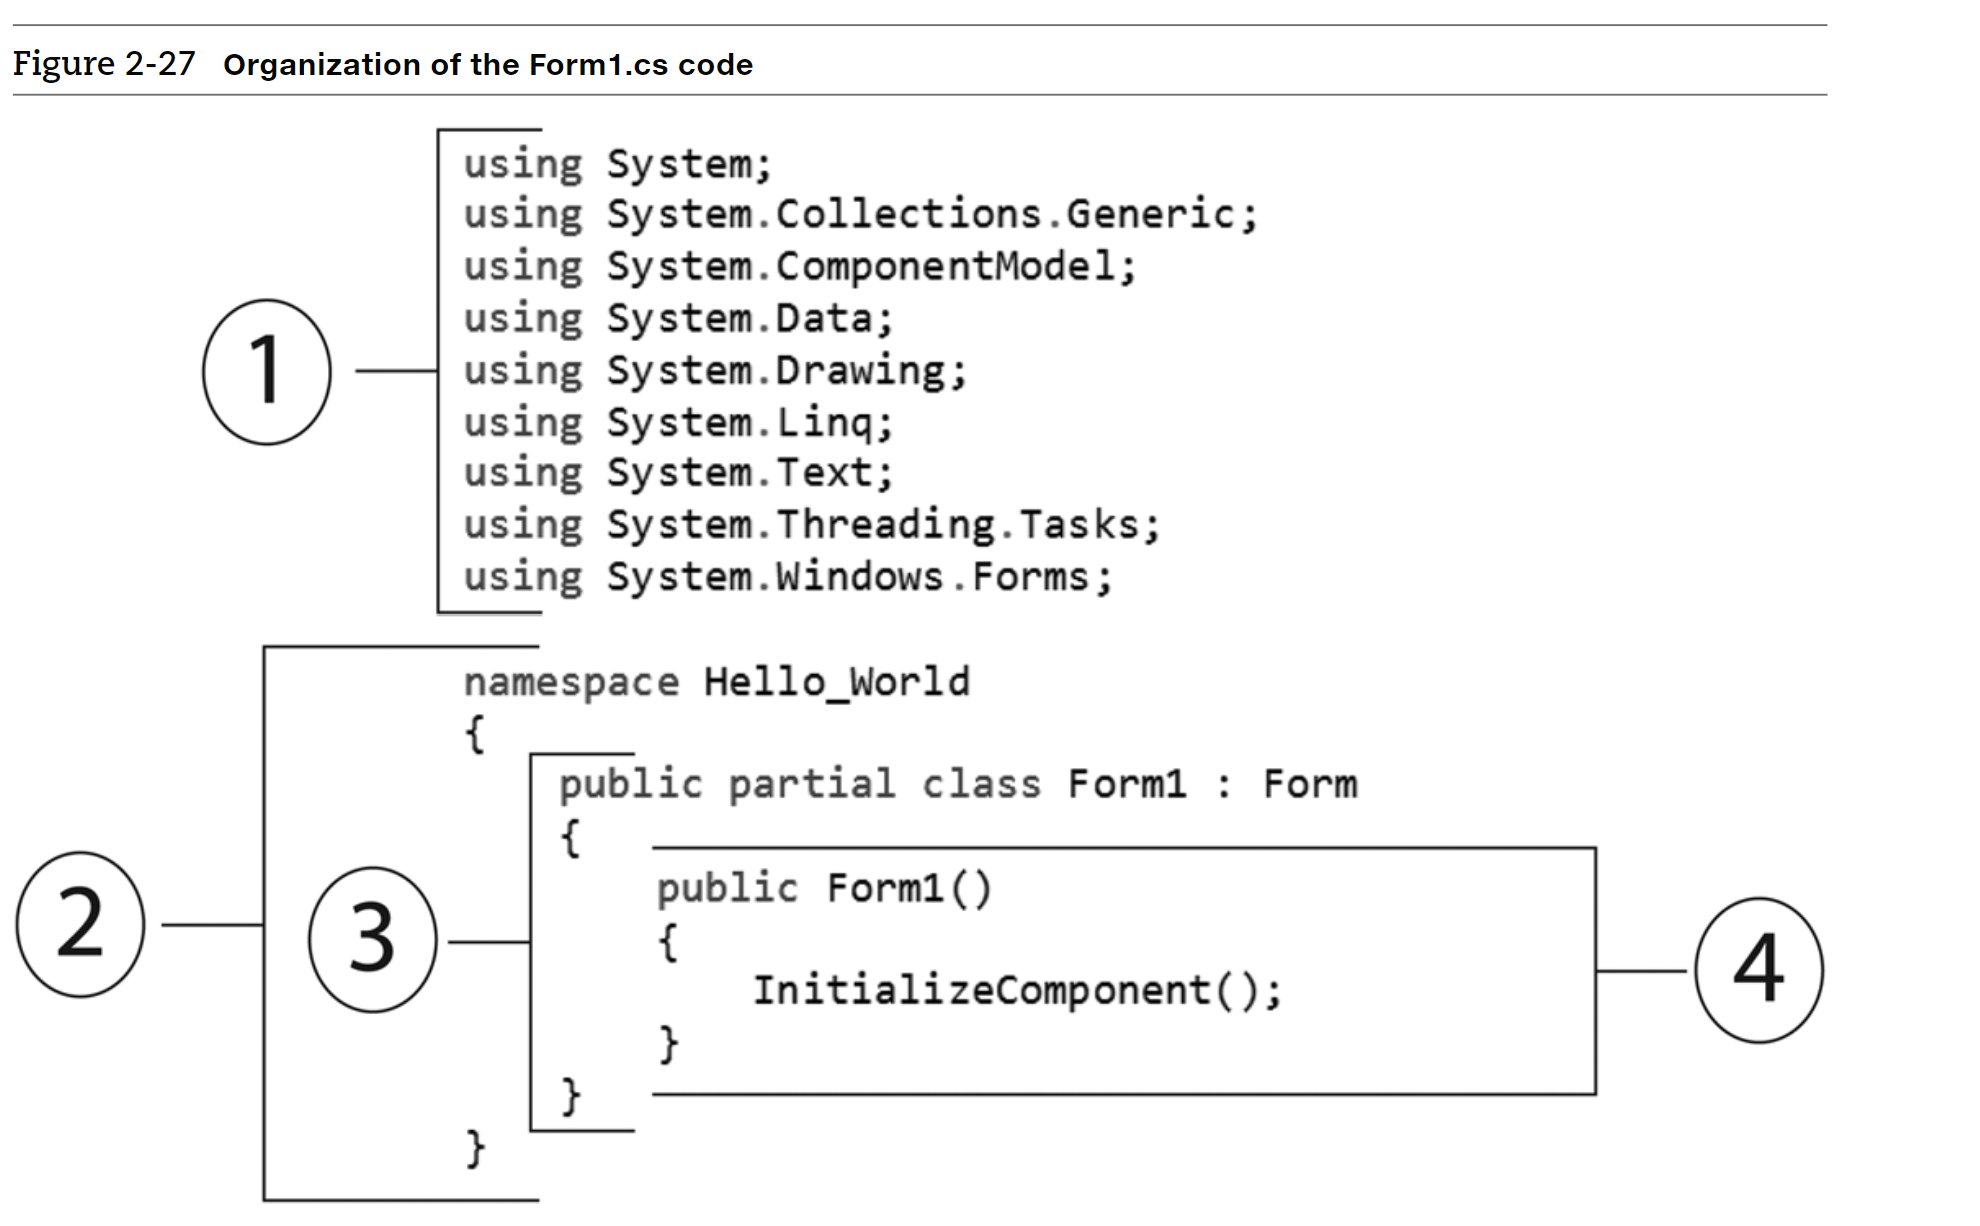 Figure 2-27 Organization of the Form1.cs code
using System;
using System.Collections.Generic;
using System.ComponentModel;
using System.Data;
1
using System.Drawing;
using System.Linq;
using System.Text;
using System.Threading.Tasks;
using System.Windows.Forms;
namespace Hello_World
{
public partial class Form1 : Form
{
public Form1()
2
3
{
4
InitializeComponent();
}
}
}